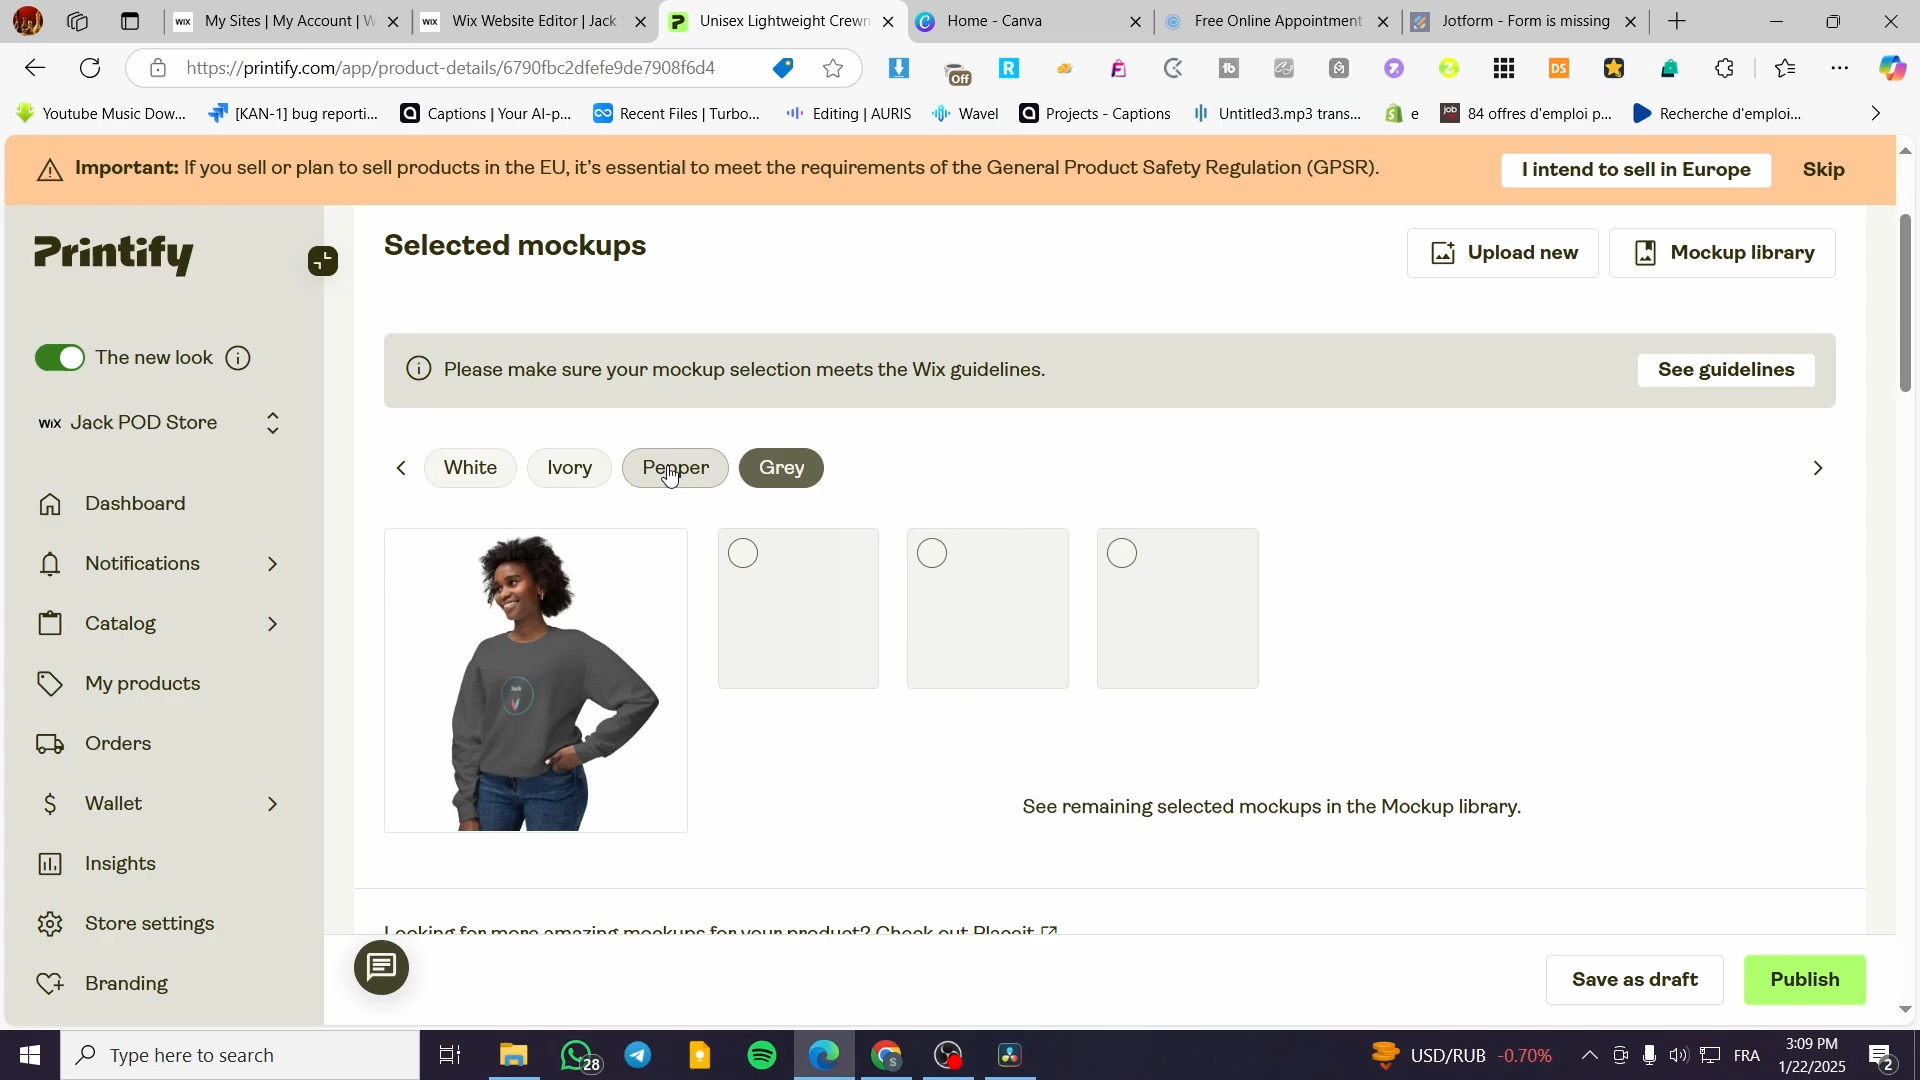 My Sites | My Account | W
Wix Website Editor | Jack
Unisex Lightweight Crewn
Home - Canva
Free Online Appointment
Jotform - Form is missing
https://printify.com/app/product-details/6790fbc2dfefe9de7908f6d4
Off
Youtube Music Dow...
[KAN-1] bug reporti...
Captions | Your AI-p...
Recent Files | Turbo...
Editing | AURIS
Wavel
Projects - Captions
Untitled3.mp3 trans...
e
84 offres d'emploi p...
Recherche d'emploi...
Important: If you sell or plan to sell products in the EU, it's essential to meet the requirements of the General Product Safety Regulation (GPSR).
I intend to sell in Europe
Skip
Printify
The new look
WIX Jack POD Store
Dashboard
Notifications
Catalog
My products
Orders
Wallet
Insights
Store settings
Branding
Selected mockups
Upload new
Mockup library
Please make sure your mockup selection meets the Wix guidelines.
See guidelines
White
Ivory
Pepper
Grey
Jack
See remaining selected mockups in the Mockup library.
Looking for more amazing mockups for your product? Check out Placeit
Save as draft
Publish
Type here to search
28
USD/RUB -0.70%
FRA
3:09 PM
1/22/2025
2